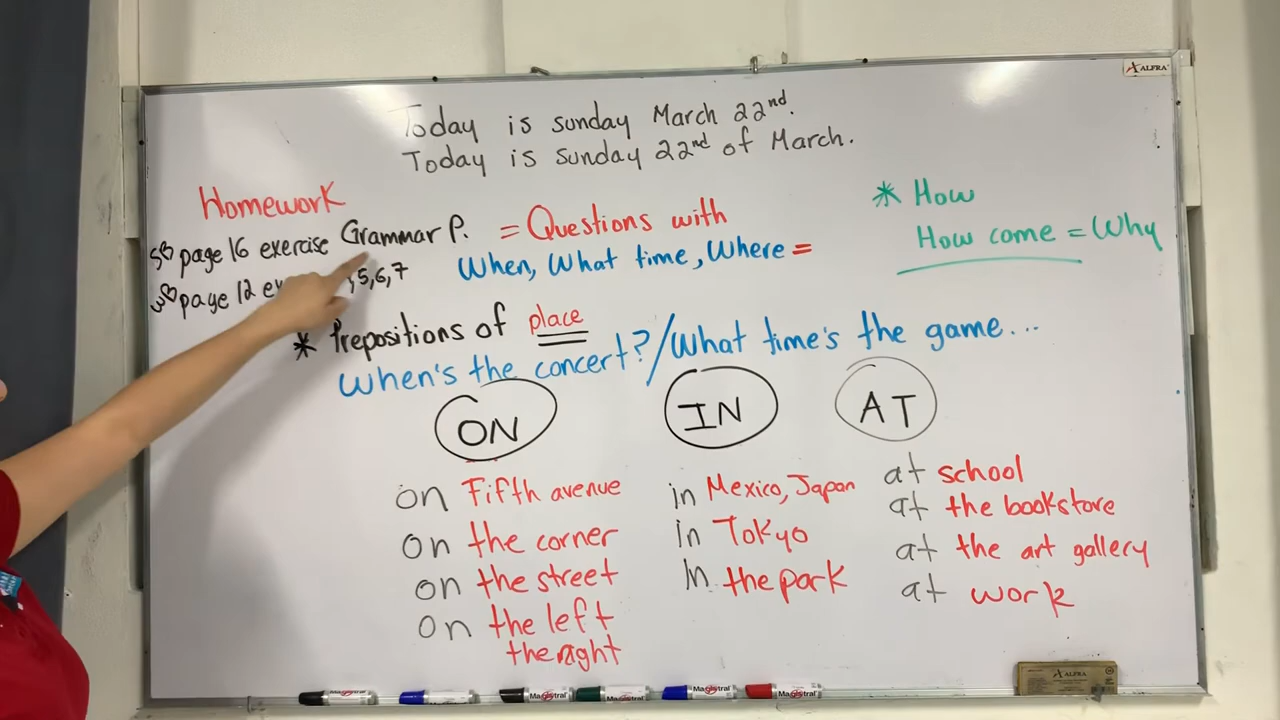 ALFRA
Today is sunday March 22nd.
Today is Sunday 22nd of March.
Homework
page 16 exercise Grammar P.
page 12 5,6,7
= Questions with
When, What time, Where =
* How
How come = Why
* Prepositions of place
When's the concert?/What time's the game...
ON
on Fifth avenue
on the corner
on the street
on the left
the right
IN
in Mexico, Japan
in Tokyo
In the park
AT
at school
at the bookstore
at the art gallery
at work
Magistral
Magistral
Magistral
Magistral
ALFRA